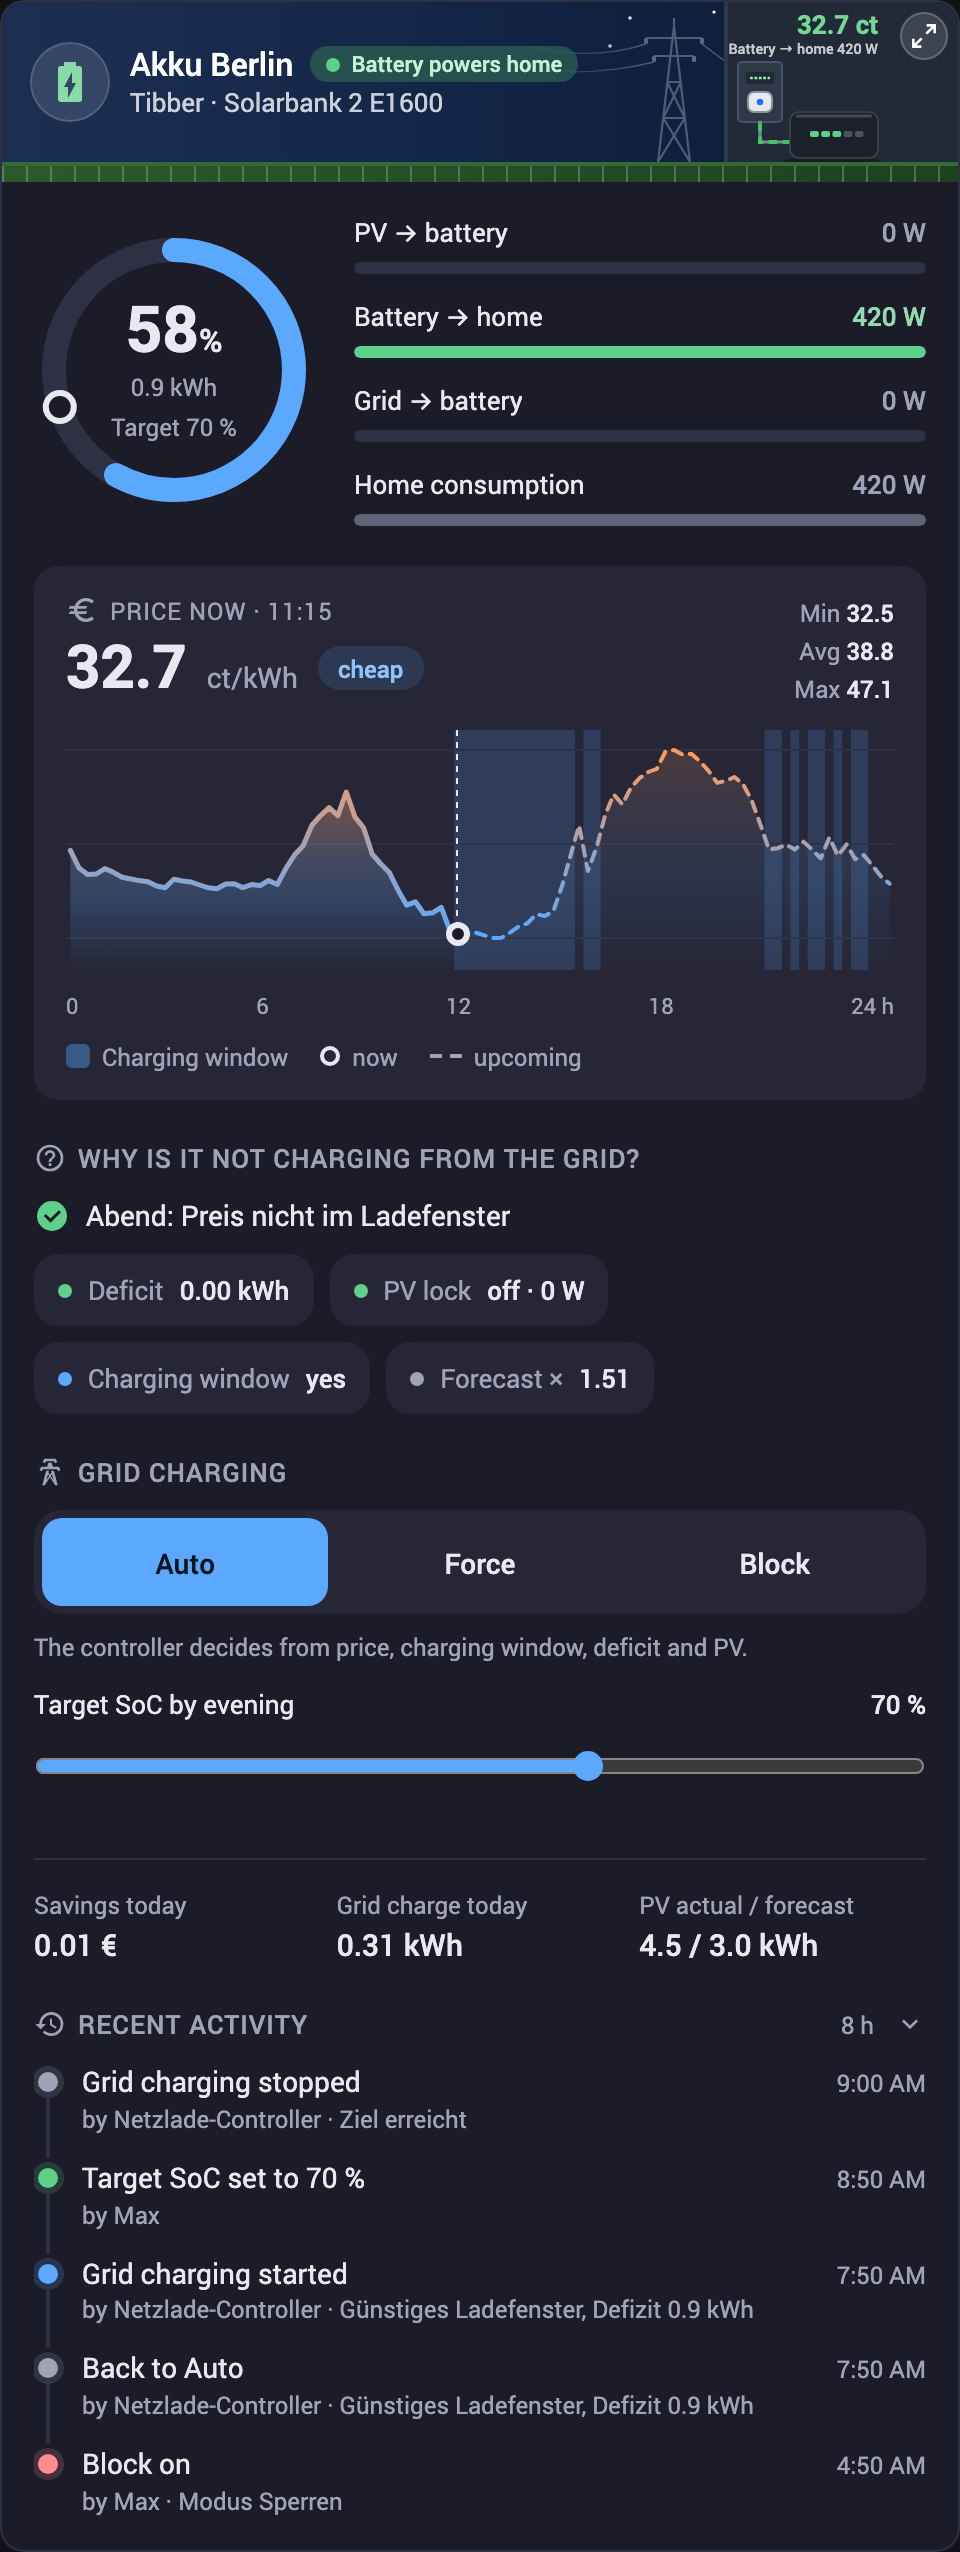 Akku Berlin
Battery powers home
Tibber · Solarbank 2 E1600
32.7 ct
Battery → home 420 W
58%
0.9 kWh
Target 70 %
PV → battery 0 W
Battery → home 420 W
Grid → battery 0 W
Home consumption 420 W
PRICE NOW · 11:15
32.7 ct/kWh cheap
Min 32.5
Avg 38.8
Max 47.1
0 6 12 18 24 h
Charging window now upcoming
WHY IS IT NOT CHARGING FROM THE GRID?
Abend: Preis nicht im Ladefenster
Deficit 0.00 kWh PV lock off · 0 W
Charging window yes Forecast × 1.51
GRID CHARGING
Auto Force Block
The controller decides from price, charging window, deficit and PV.
Target SoC by evening 70 %
Savings today Grid charge today PV actual / forecast
0.01 € 0.31 kWh 4.5 / 3.0 kWh
RECENT ACTIVITY 8 h
Grid charging stopped 9:00 AM
by Netzlade-Controller · Ziel erreicht
Target SoC set to 70 % 8:50 AM
by Max
Grid charging started 7:50 AM
by Netzlade-Controller · Günstiges Ladefenster, Defizit 0.9 kWh
Back to Auto 7:50 AM
by Netzlade-Controller · Günstiges Ladefenster, Defizit 0.9 kWh
Block on 4:50 AM
by Max · Modus Sperren